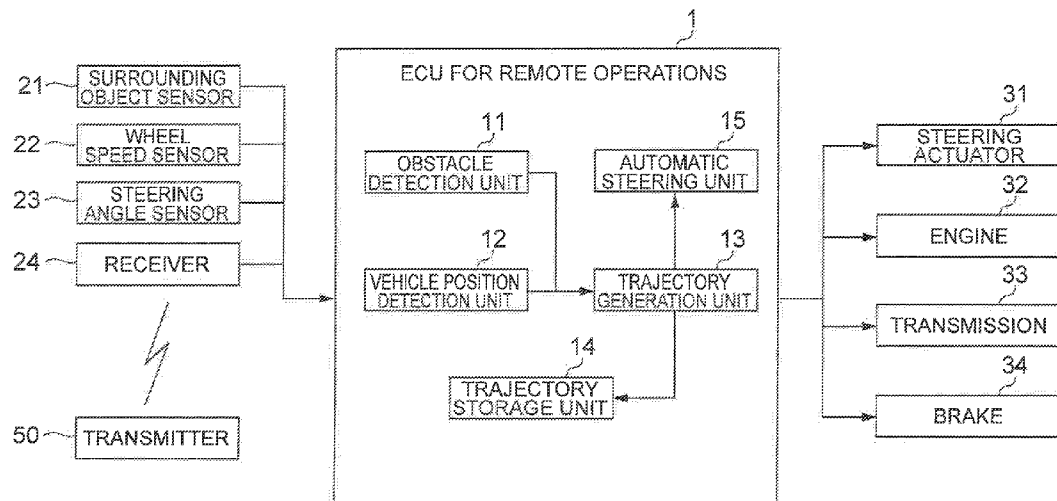 1
ECU FOR REMOTE OPERATIONS
21
SURROUNDING
OBJECT SENSOR
22
WHEEL
SPEED SENSOR
23
STEERING
ANGLE SENSOR
24
RECEIVER
50
TRANSMITTER
11
OBSTACLE
DETECTION UNIT
12
VEHICLE POSITION
DETECTION UNIT
15
AUTOMATIC
STEERING UNIT
13
TRAJECTORY
GENERATION UNIT
14
TRAJECTORY
STORAGE UNIT
31
STEERING
ACTUATOR
32
ENGINE
33
TRANSMISSION
34
BRAKE